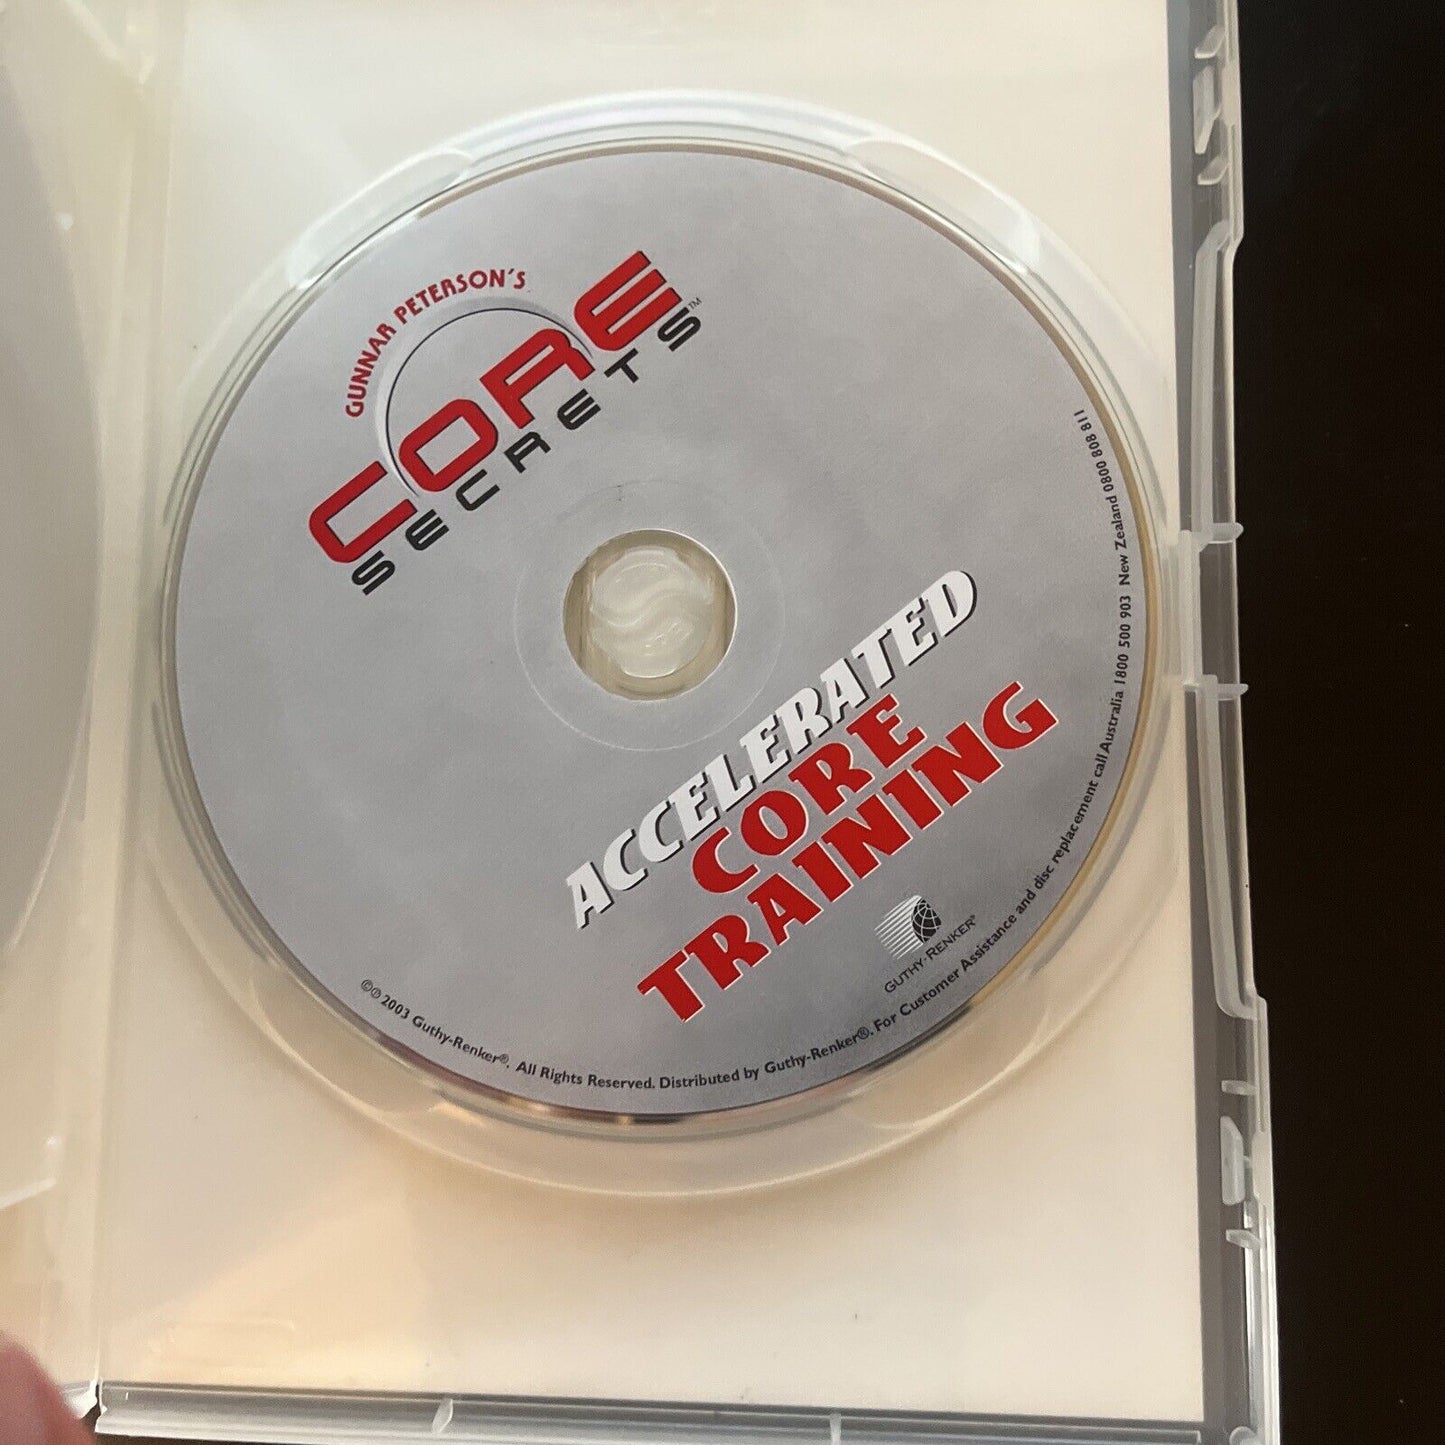 GUNNAR PETERSON'S
CORE
SECRETS™
ACCELERATED
CORE
TRAINING
GUTHY-RENKER®
©℗ 2003 Guthy-Renker®. All Rights Reserved. Distributed by Guthy-Renker®. For Customer Assistance and disc replacement call Australia 1800 500 903 New Zealand 0800 808 811